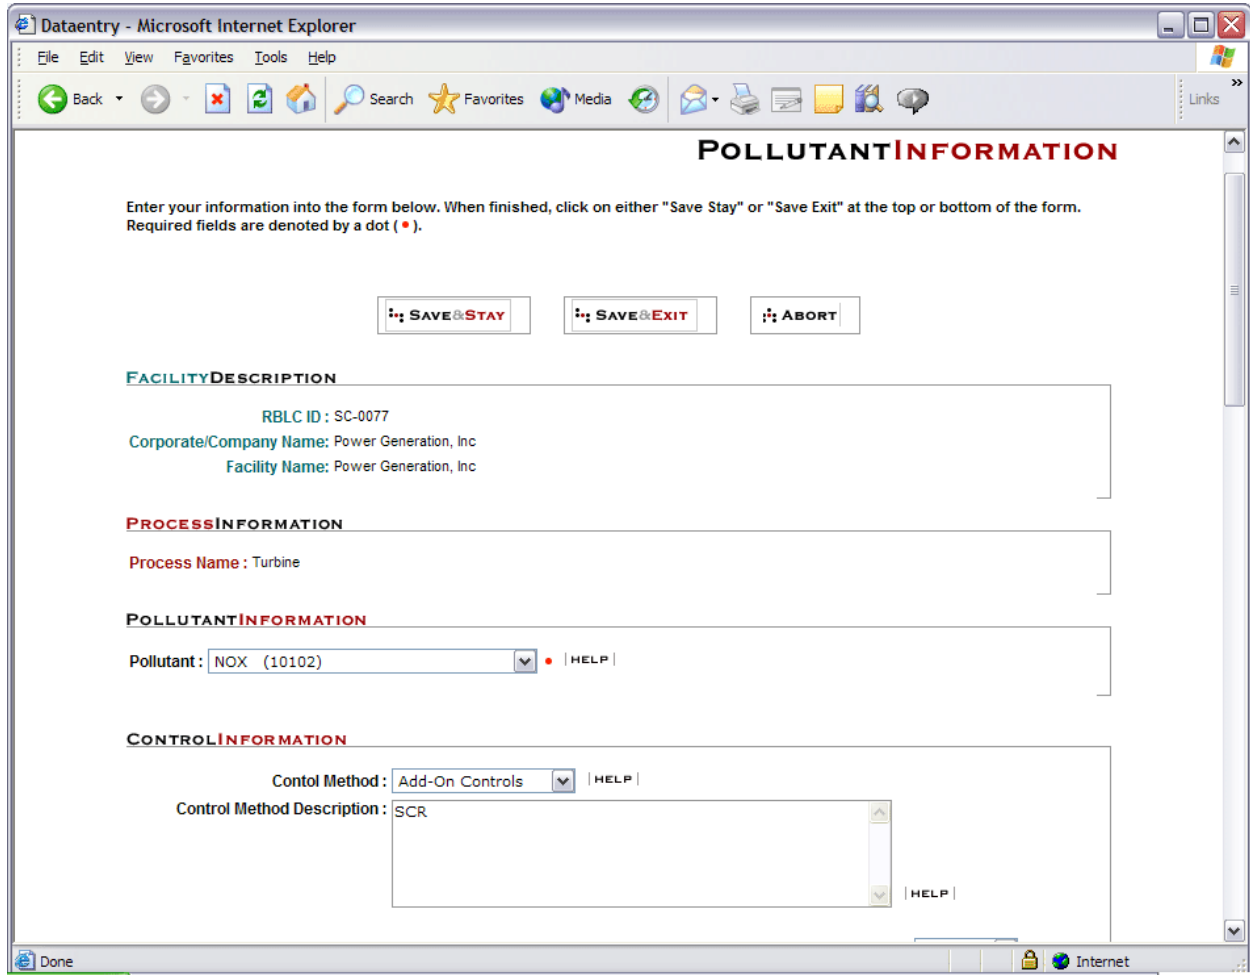 Dataentry - Microsoft Internet Explorer
File Edit View Favorites Tools Help
Back Search Favorites Media Links »
POLLUTANTINFORMATION
Enter your information into the form below. When finished, click on either "Save Stay" or "Save Exit" at the top or bottom of the form.
Required fields are denoted by a dot ( • ).
SAVE&STAY SAVE&EXIT ABORT
FACILITYDESCRIPTION
RBLC ID : SC-0077
Corporate/Company Name: Power Generation, Inc
Facility Name: Power Generation, Inc
PROCESSINFORMATION
Process Name : Turbine
POLLUTANTINFORMATION
Pollutant : NOX (10102) • |HELP|
CONTROLINFORMATION
Contol Method : Add-On Controls |HELP|
Control Method Description : SCR
|HELP|
Done Internet